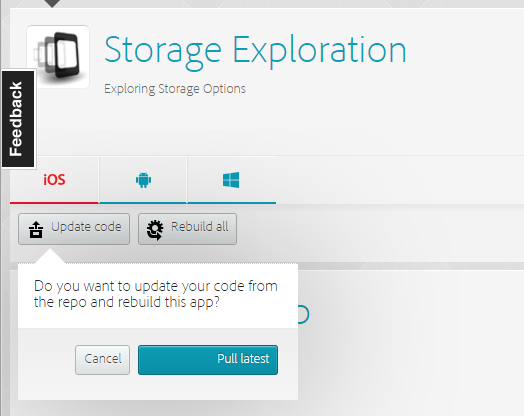 Storage Exploration
Exploring Storage Options
Feedback
iOS
Update code
Rebuild all
Do you want to update your code from
the repo and rebuild this app?
Cancel
Pull latest